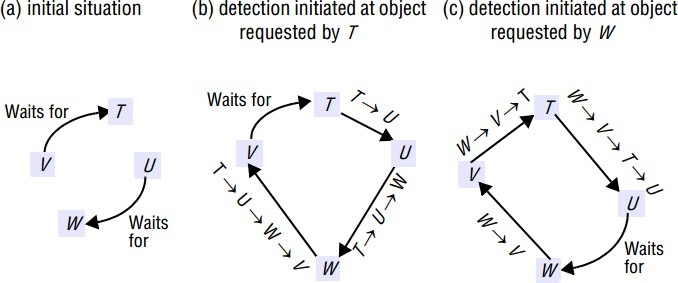 (a) initial situation
Waits for
T
V
U
W
Waits
for
(b) detection initiated at object
requested by T
Waits for
T
T → U
V
U
T → U → W → V
T → U → W
W
(c) detection initiated at object
requested by W
W → V → T
T
W → V → T → U
V
U
W → V
Waits
for
W